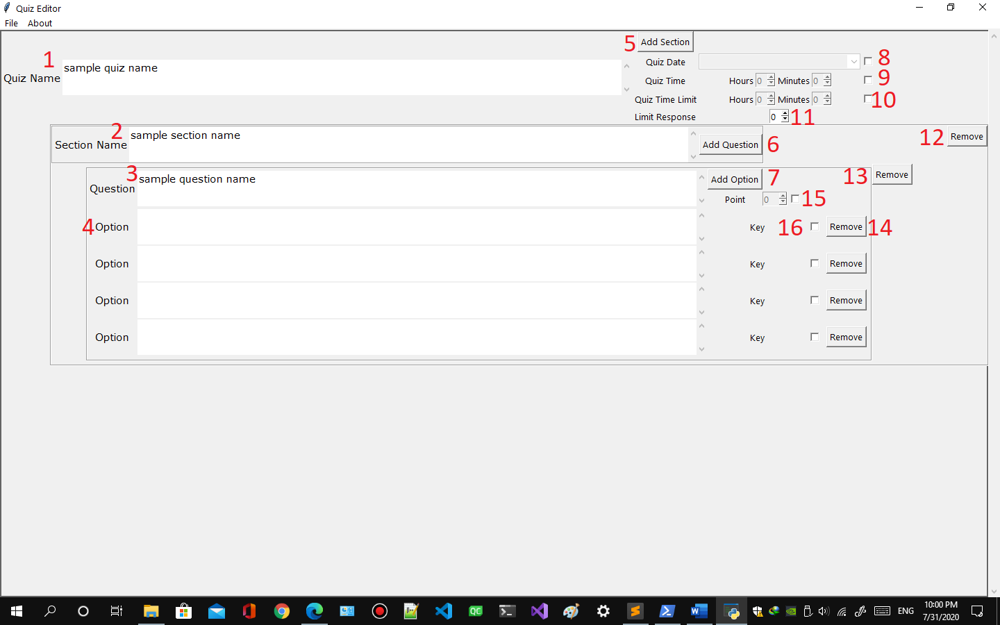 Quiz Editor
File About
5 Add Section
1
Quiz Name sample quiz name
Quiz Date 8
Quiz Time Hours 0 Minutes 0 9
Quiz Time Limit Hours 0 Minutes 0 10
Limit Response 0 11
2 Section Name sample section name Add Question 6 12 Remove
3 Question sample question name Add Option 7 13 Remove
Point 0 15
4 Option Key 16 Remove 14
Option Key Remove
Option Key Remove
Option Key Remove
QC ENG 10:00 PM
7/31/2020